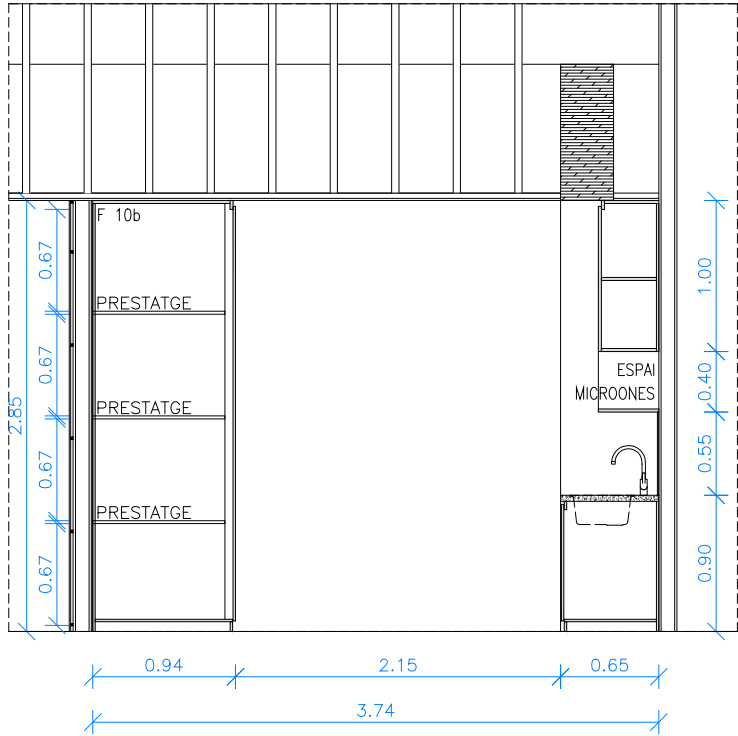 F 10b
PRESTATGE
PRESTATGE
PRESTATGE
ESPAI
MICROONES
0.67
0.67
0.67
0.67
2.85
1.00
0.40
0.55
0.90
0.94
2.15
0.65
3.74